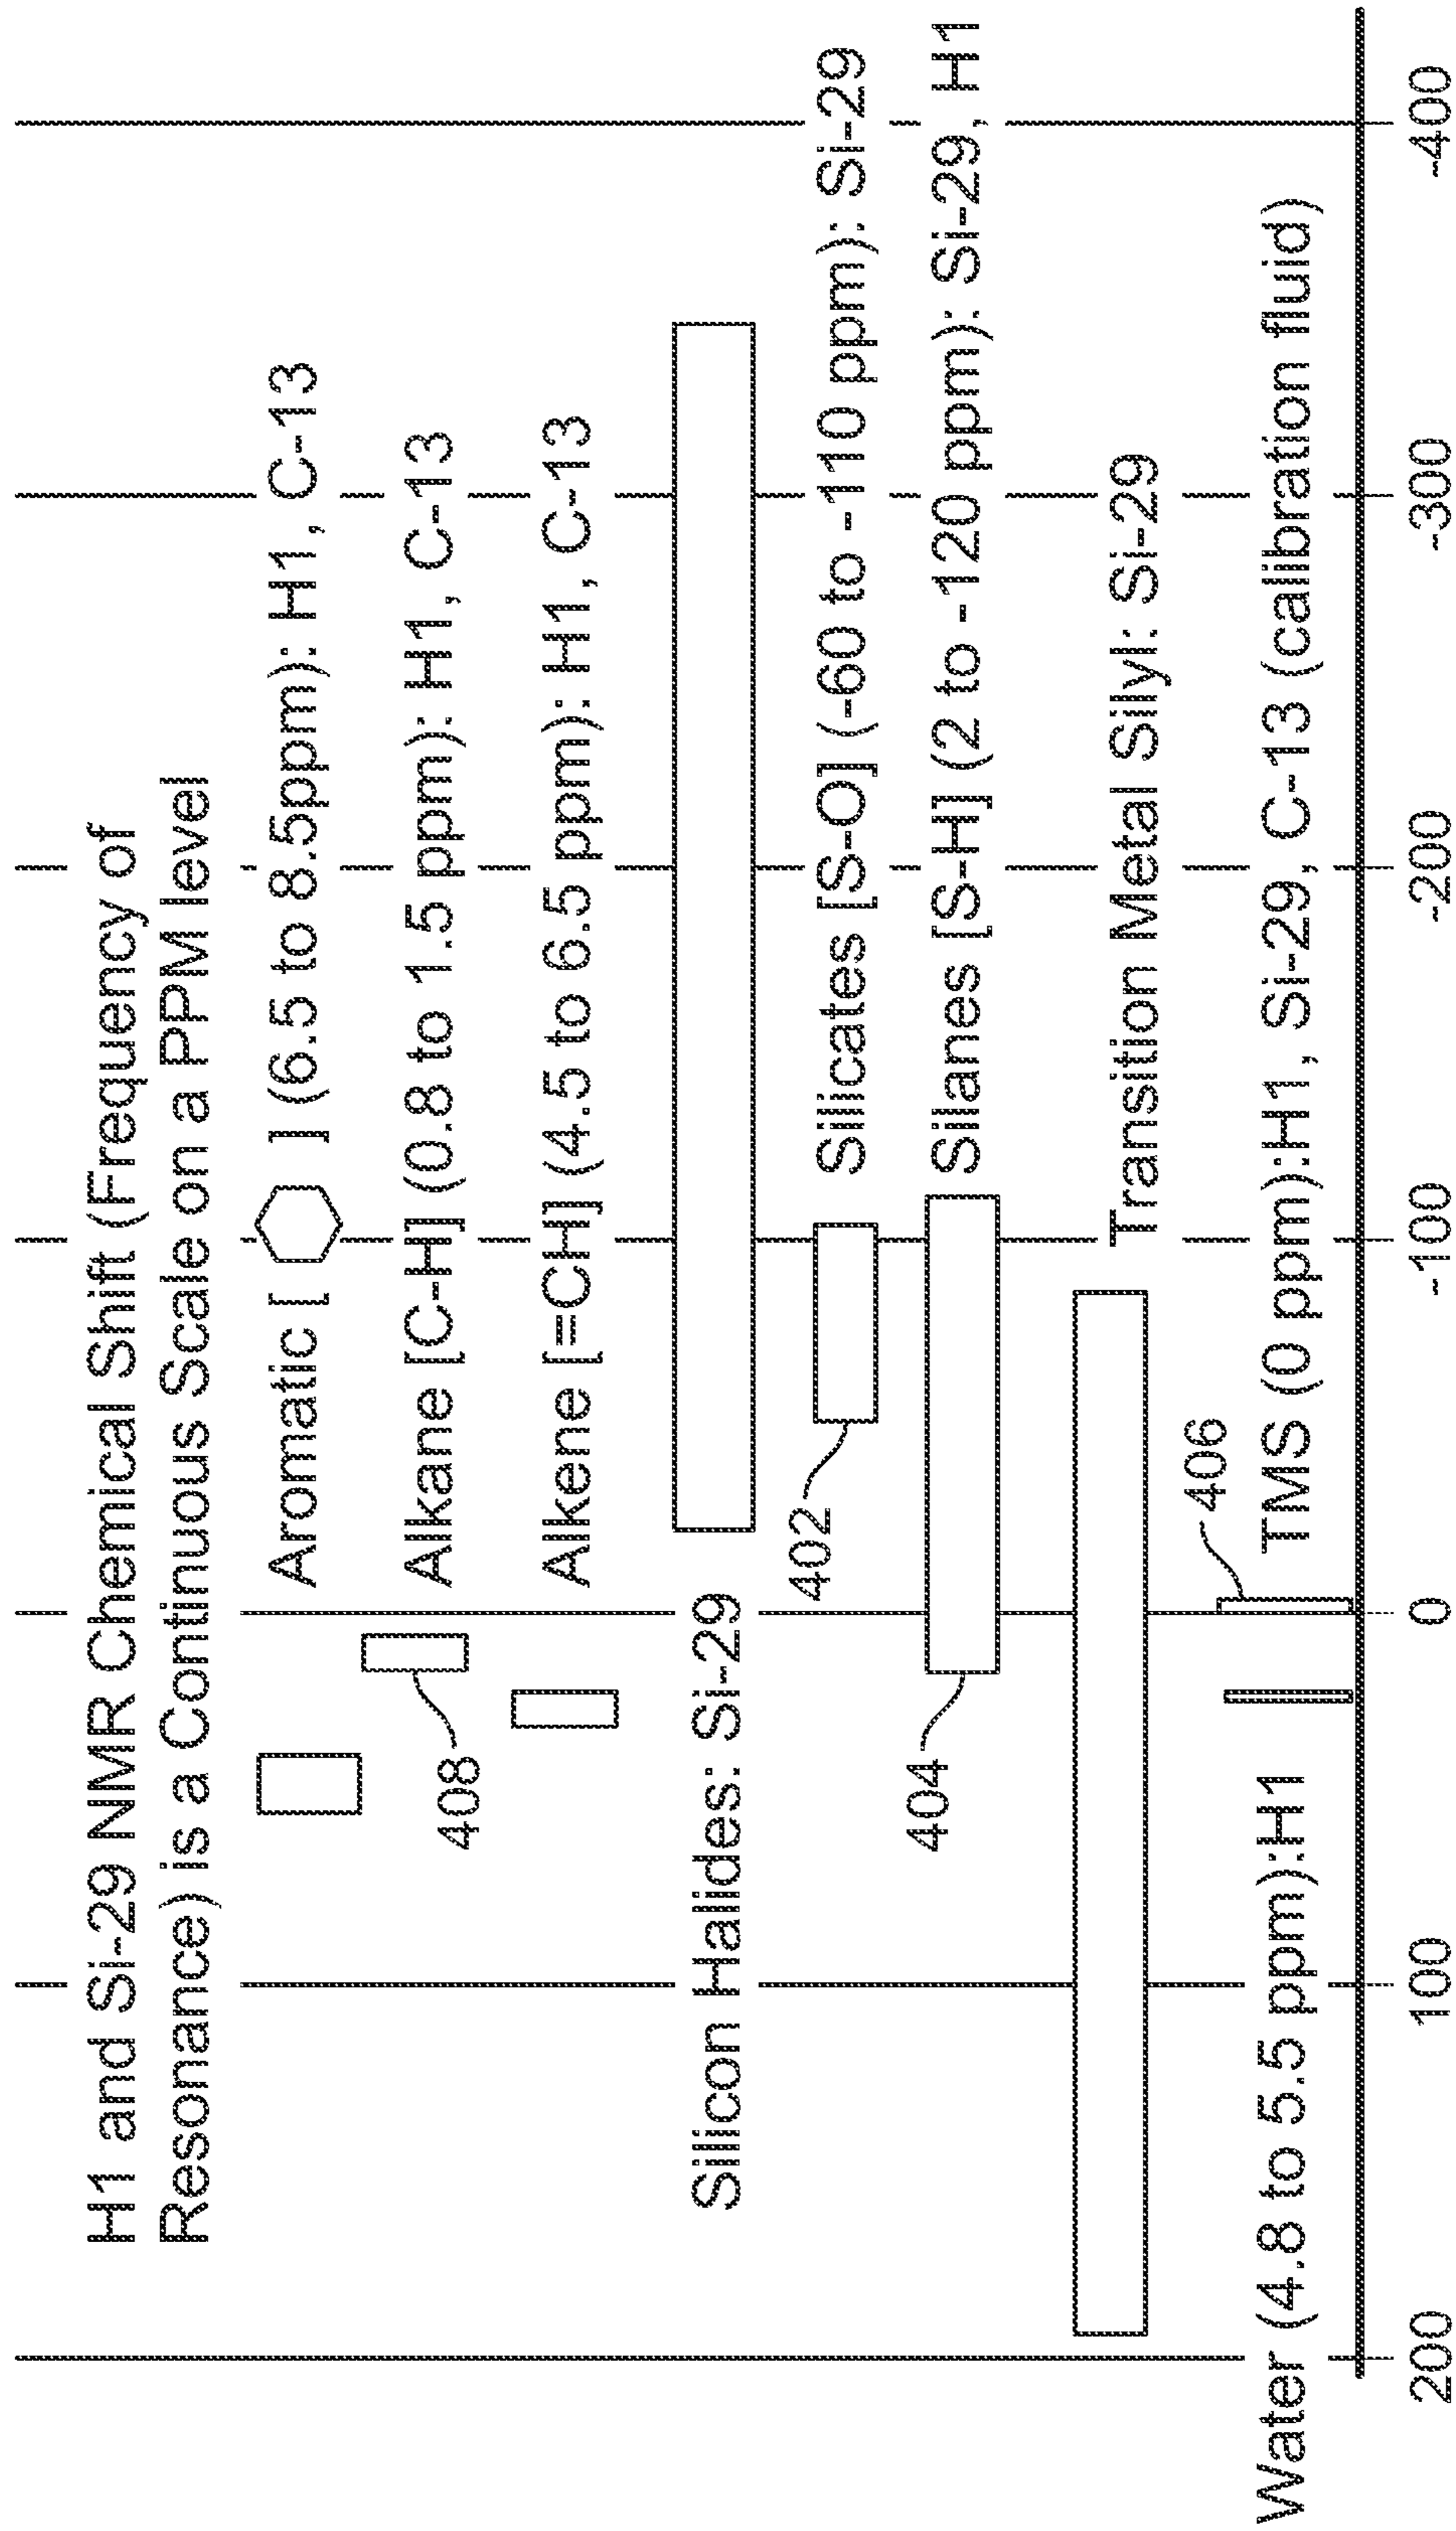 H1 and Si-29 NMR Chemical Shift (Frequency of
Resonance) is a Continuous Scale on a PPM level
Aromatic [ ] (6.5 to 8.5ppm): H1, C-13
408
Alkane [C-H] (0.8 to 1.5 ppm): H1, C-13
Alkene [=CH] (4.5 to 6.5 ppm): H1, C-13
Silicon Halides: Si-29
402
Silicates [S-O] (-60 to -110 ppm): Si-29
404
Silanes [S-H] (2 to -120 ppm): Si-29, H1
Transition Metal Silyl: Si-29
406
Water (4.8 to 5.5 ppm):H1
TMS (0 ppm):H1, Si-29, C-13 (calibration fluid)
200 100 0 -100 -200 -300 -400